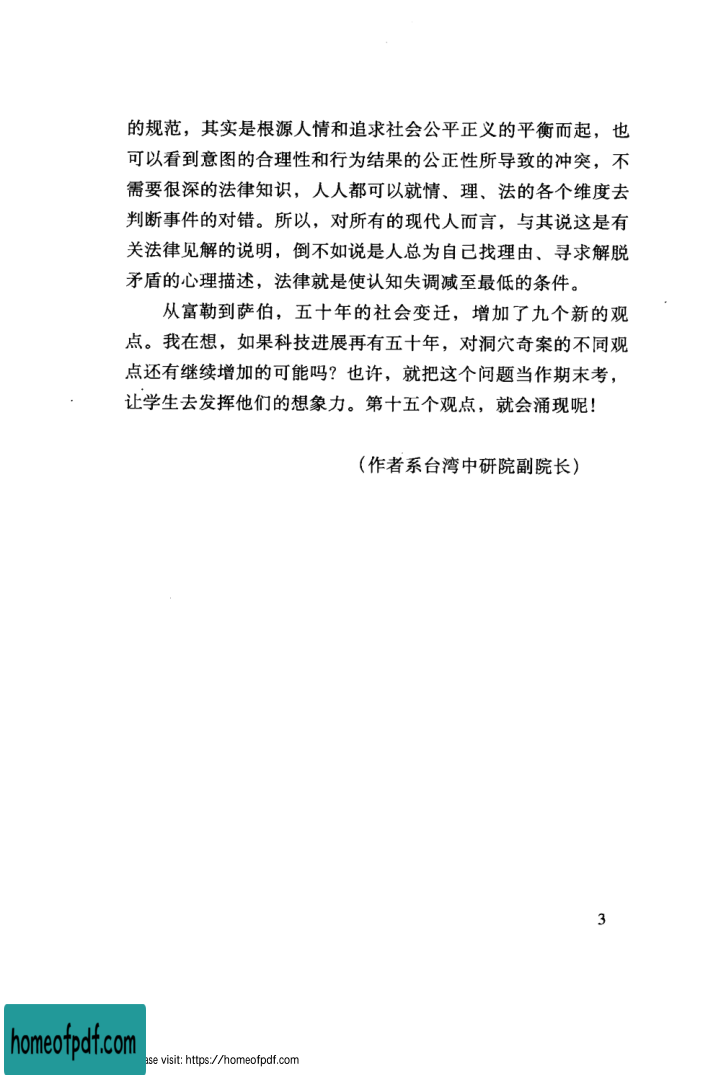 的规范，其实是根源人情和追求社会公平正义的平衡而起，也
可以看到意图的合理性和行为结果的公正性所导致的冲突，不
需要很深的法律知识，人人都可以就情、理、法的各个维度去
判断事件的对错。所以，对所有的现代人而言，与其说这是有
关法律见解的说明，倒不如说是人总为自己找理由、寻求解脱
矛盾的心理描述，法律就是使认知失调减至最低的条件。
从富勒到萨伯，五十年的社会变迁，增加了九个新的观
点。我在想，如果科技进展再有五十年，对洞穴奇案的不同观
点还有继续增加的可能吗？也许，就把这个问题当作期末考，
让学生去发挥他们的想象力。第十五个观点，就会涌现呢！
（作者系台湾中研院副院长）
3
homeofpdf.com
ase visit: https://homeofpdf.com